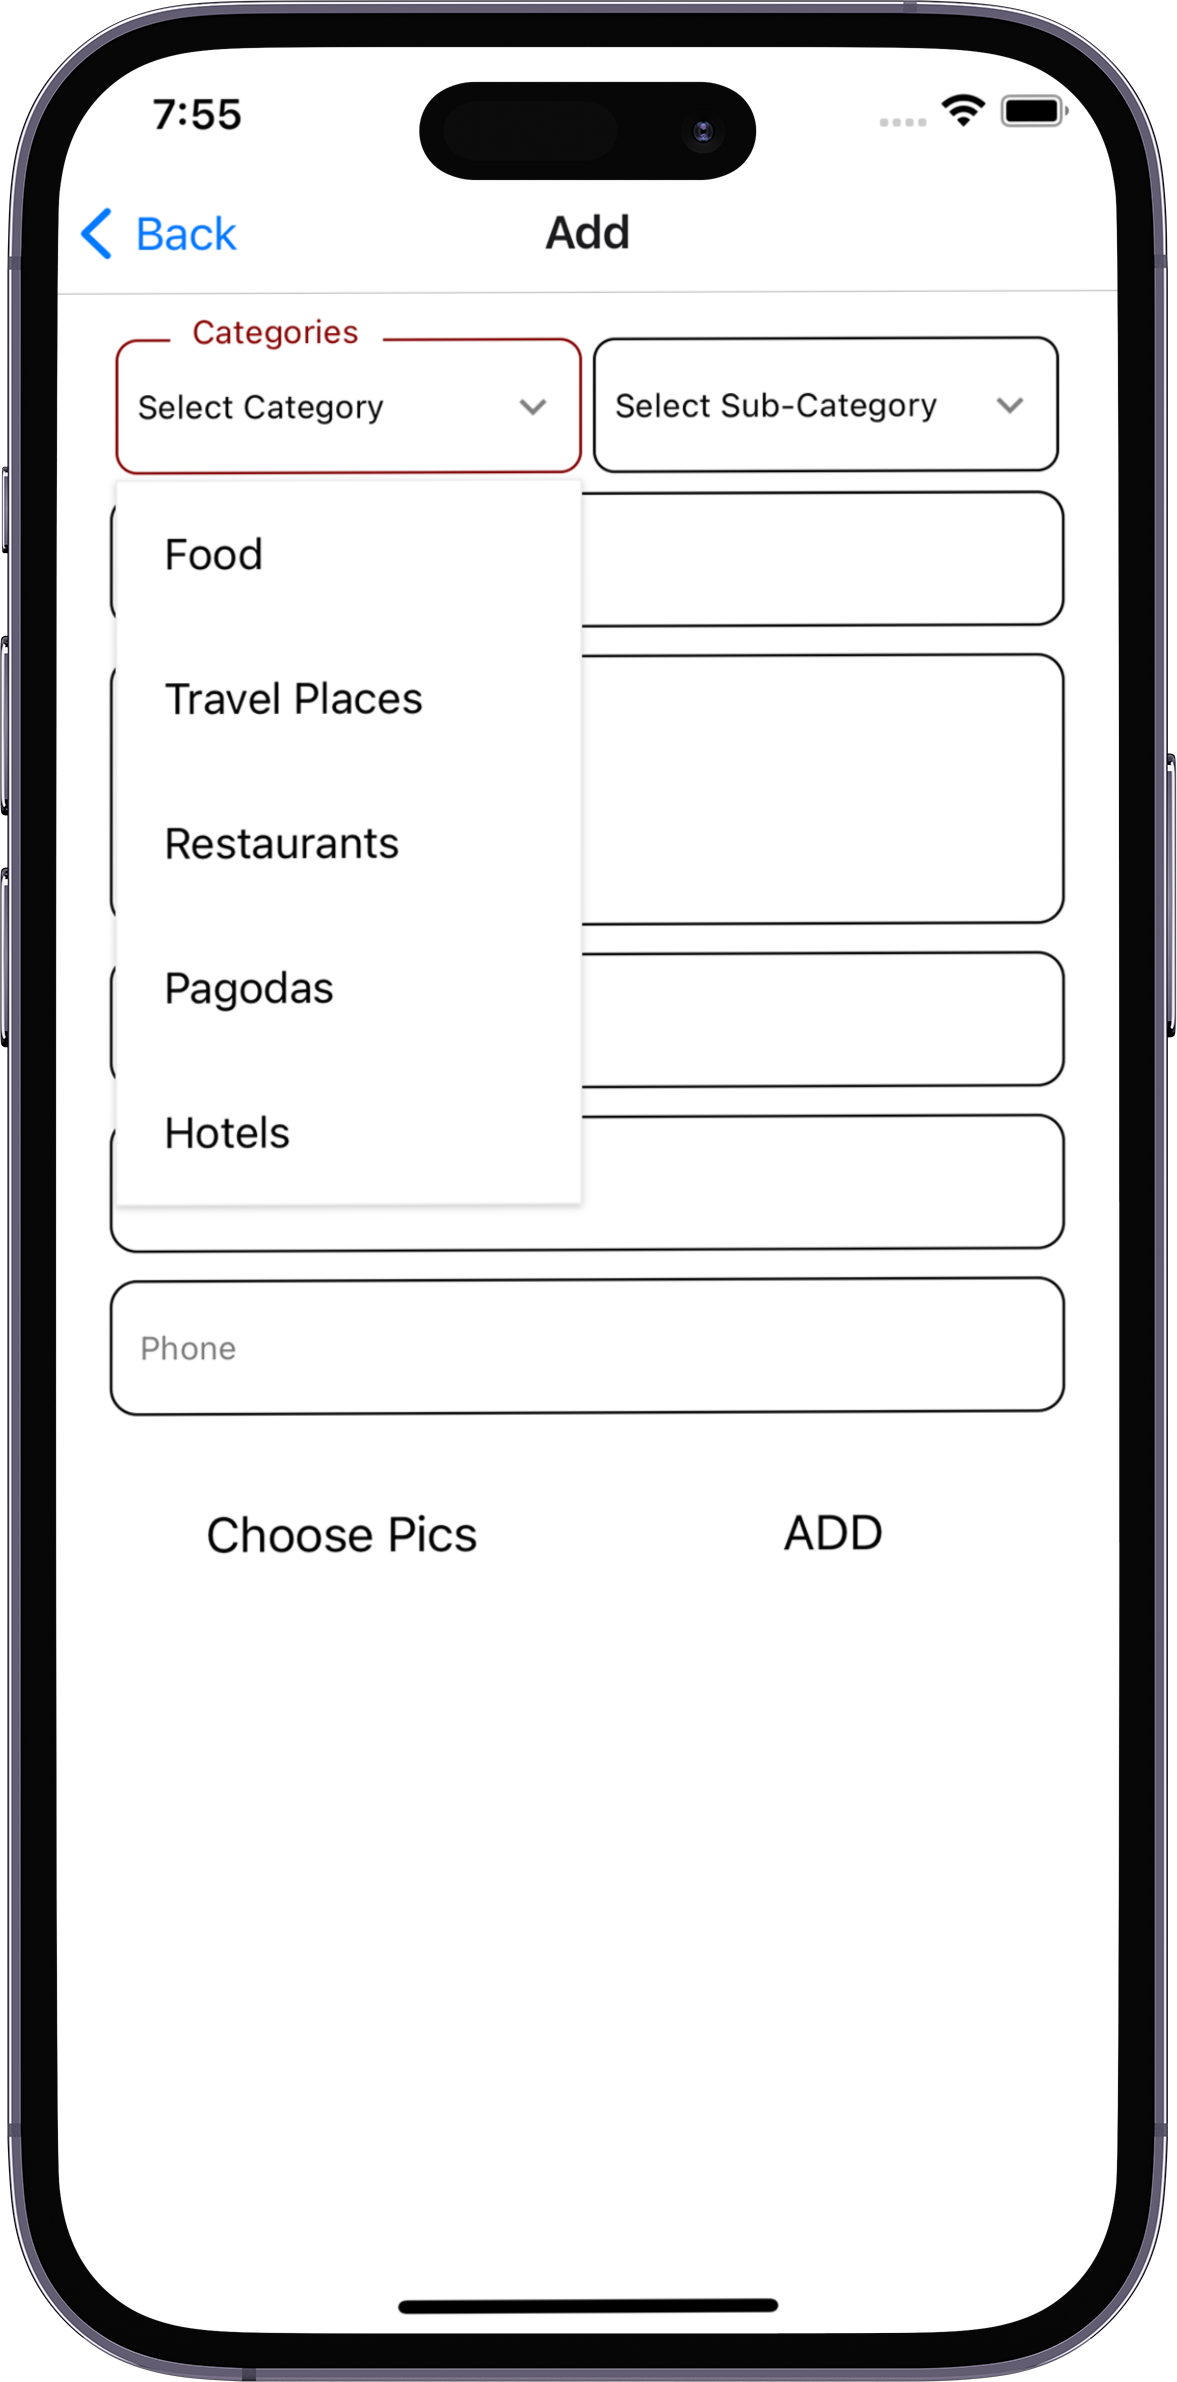 7:55
Back
Add
Categories
Select Category
Select Sub-Category
Food
Travel Places
Restaurants
Pagodas
Hotels
Phone
Choose Pics
ADD